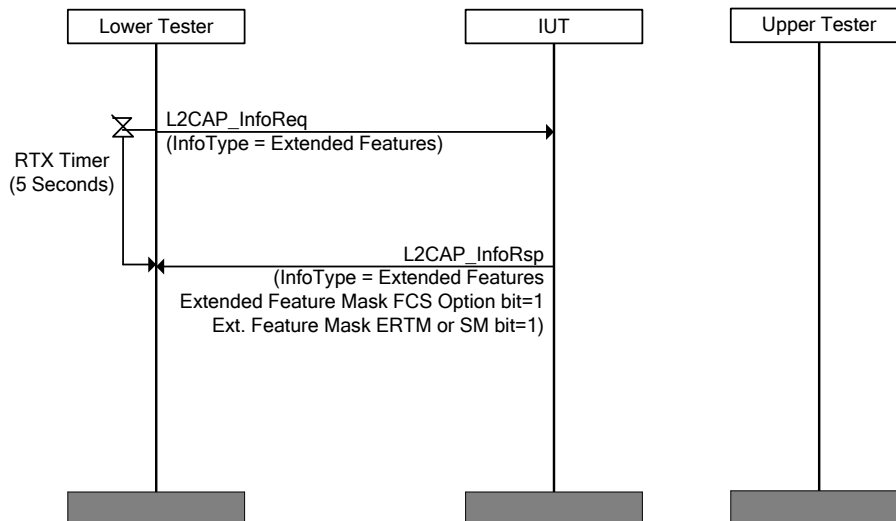 Lower Tester
IUT
Upper Tester
L2CAP_InfoReq
(InfoType = Extended Features)
RTX Timer
(5 Seconds)
L2CAP_InfoRsp
(InfoType = Extended Features
Extended Feature Mask FCS Option bit=1
Ext. Feature Mask ERTM or SM bit=1)